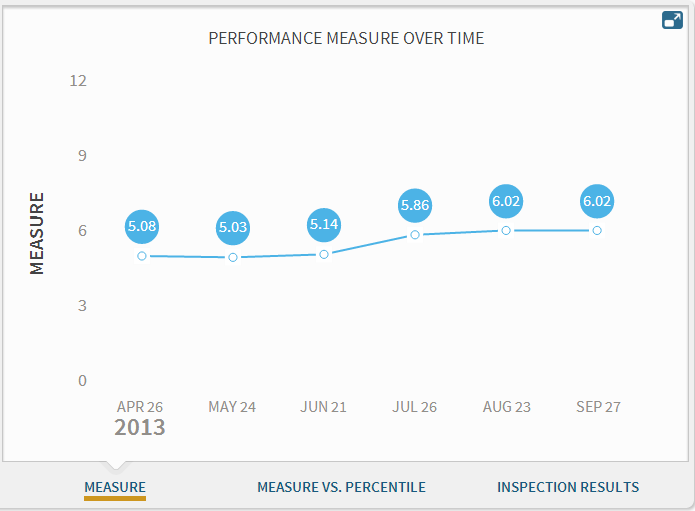 PERFORMANCE MEASURE OVER TIME
12
9
6
3
0
MEASURE
5.08 5.03 5.14 5.86 6.02 6.02
APR 26 MAY 24 JUN 21 JUL 26 AUG 23 SEP 27
2013
MEASURE MEASURE VS. PERCENTILE INSPECTION RESULTS